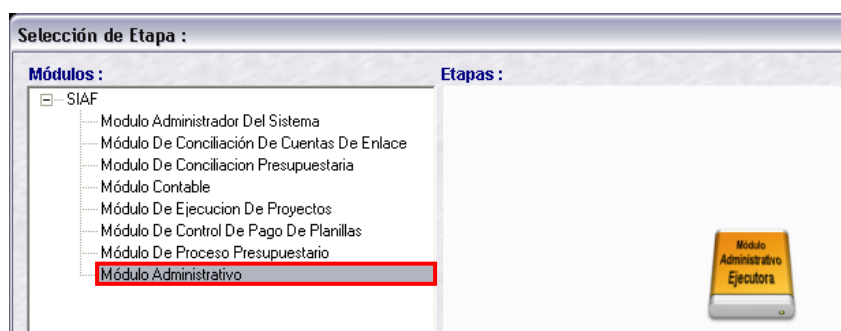 Selección de Etapa :
Módulos :
Etapas :
SIAF
Modulo Administrador Del Sistema
Módulo De Conciliación De Cuentas De Enlace
Modulo De Conciliacion Presupuestaria
Módulo Contable
Módulo De Ejecucion De Proyectos
Módulo De Control De Pago De Planillas
Módulo De Proceso Presupuestario
Módulo Administrativo
Módulo
Administrativo
Ejecutora